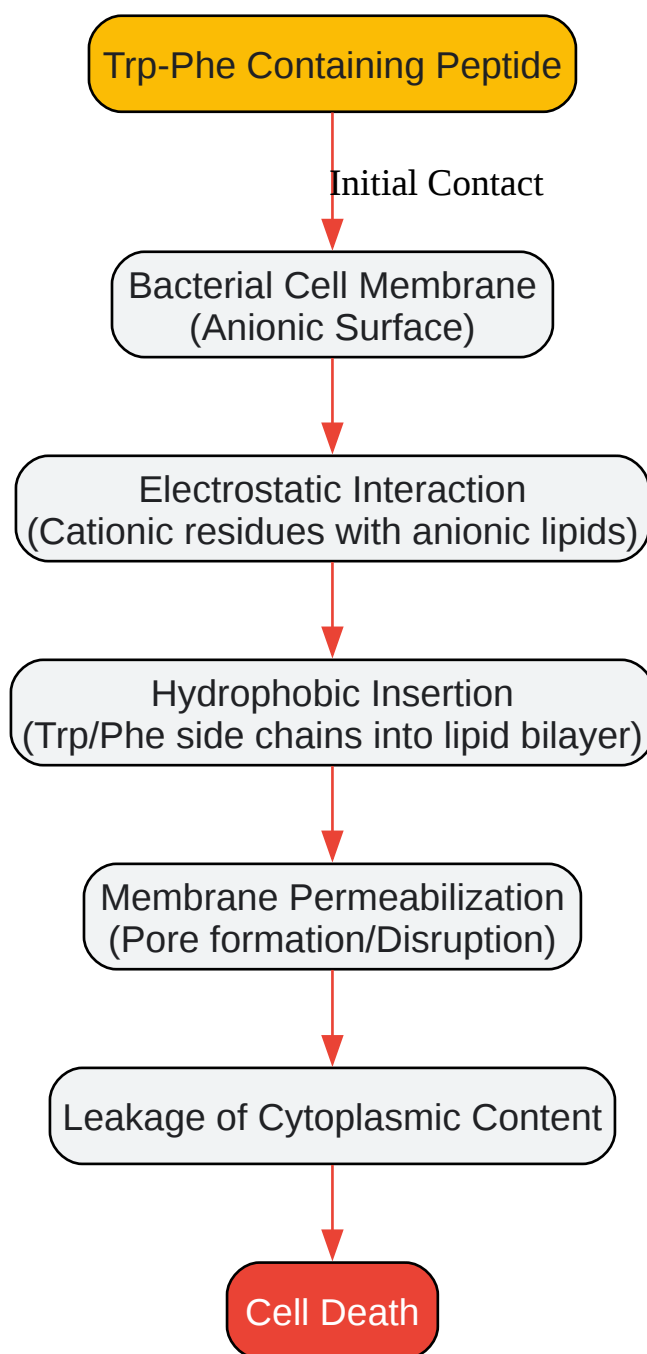 Trp-Phe Containing Peptide
Initial Contact
Bacterial Cell Membrane
(Anionic Surface)
Electrostatic Interaction
(Cationic residues with anionic lipids)
Hydrophobic Insertion
(Trp/Phe side chains into lipid bilayer)
Membrane Permeabilization
(Pore formation/Disruption)
Leakage of Cytoplasmic Content
Cell Death